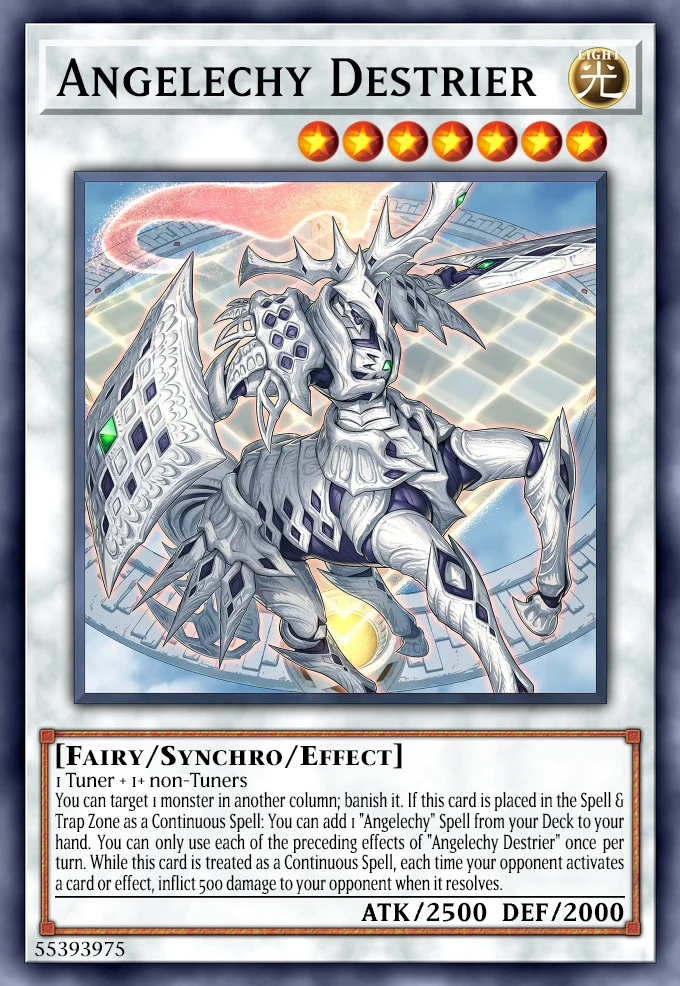 Angelechy Destrier
LIGHT
光
[Fairy/Synchro/Effect]
1 Tuner + 1+ non-Tuners
You can target 1 monster in another column; banish it. If this card is placed in the Spell &
Trap Zone as a Continuous Spell: You can add 1 "Angelechy" Spell from your Deck to your
hand. You can only use each of the preceding effects of "Angelechy Destrier" once per
turn. While this card is treated as a Continuous Spell, each time your opponent activates
a card or effect, inflict 500 damage to your opponent when it resolves.
ATK/2500 DEF/2000
55393975